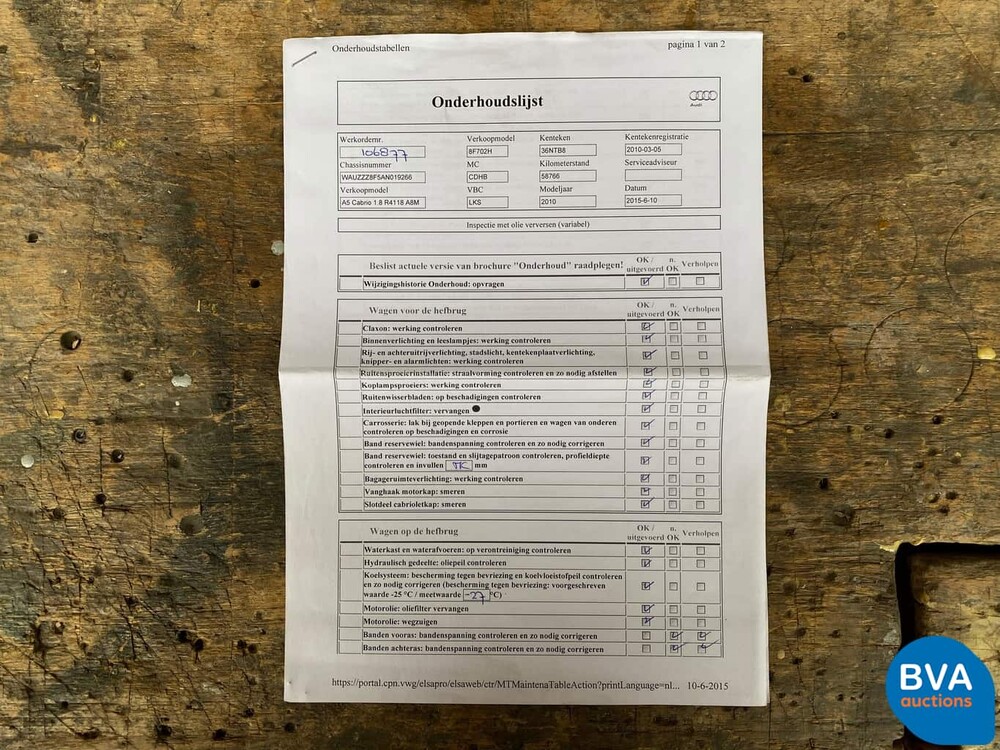 Onderhoudstabellen pagina 1 van 2
Onderhoudslijst
Audi
Werkordernr. Verkoopmodel Kenteken Kentekenregistratie
106877 8F702H 36NTB8 2010-03-05
Chassisnummer MC Kilometerstand Serviceadviseur
WAUZZZ8F5AN019266 CDHB 58766
Verkoopmodel VBC Modeljaar Datum
A5 Cabrio 1.8 R4118 A8M LKS 2010 2015-6-10
Inspectie met olie verversen (variabel)
Beslist actuele versie van brochure "Onderhoud" raadplegen! OK / uitgevoerd n. OK Verholpen
Wijzigingshistorie Onderhoud: opvragen
Wagen voor de hefbrug OK / uitgevoerd n. OK Verholpen
Claxon: werking controleren
Binnenverlichting en leeslampjes: werking controleren
Rij- en achteruitrijverlichting, stadslicht, kentekenplaatverlichting,
knipper- en alarmlichten: werking controleren
Ruitensproeierinstallatie: straalvorming controleren en zo nodig afstellen
Koplampsproeiers: werking controleren
Ruitenwisserbladen: op beschadigingen controleren
Interieurluchtfilter: vervangen
Carrosserie: lak bij geopende kleppen en portieren en wagen van onderen
controleren op beschadigingen en corrosie
Band reservewiel: bandenspanning controleren en zo nodig corrigeren
Band reservewiel: toestand en slijtagepatroon controleren, profieldiepte
controleren en invullen TK mm
Bagageruimteverlichting: werking controleren
Vanghaak motorkap: smeren
Slotdeel cabrioletkap: smeren
Wagen op de hefbrug OK / uitgevoerd n. OK Verholpen
Waterkast en waterafvoeren: op verontreiniging controleren
Hydraulisch gedeelte: oliepeil controleren
Koelsysteem: bescherming tegen bevriezing en koelvloeistofpeil controleren
en zo nodig corrigeren (bescherming tegen bevriezing: voorgeschreven
waarde -25 °C / meetwaarde -27 °C)
Motorolie: oliefilter vervangen
Motorolie: wegzuigen
Banden vooras: bandenspanning controleren en zo nodig corrigeren
Banden achteras: bandenspanning controleren en zo nodig corrigeren
https://portal.cpn.vwg/elsapro/elsaweb/ctr/MTMaintenaTableAction?printLanguage=nl... 10-6-2015
BVA
auctions